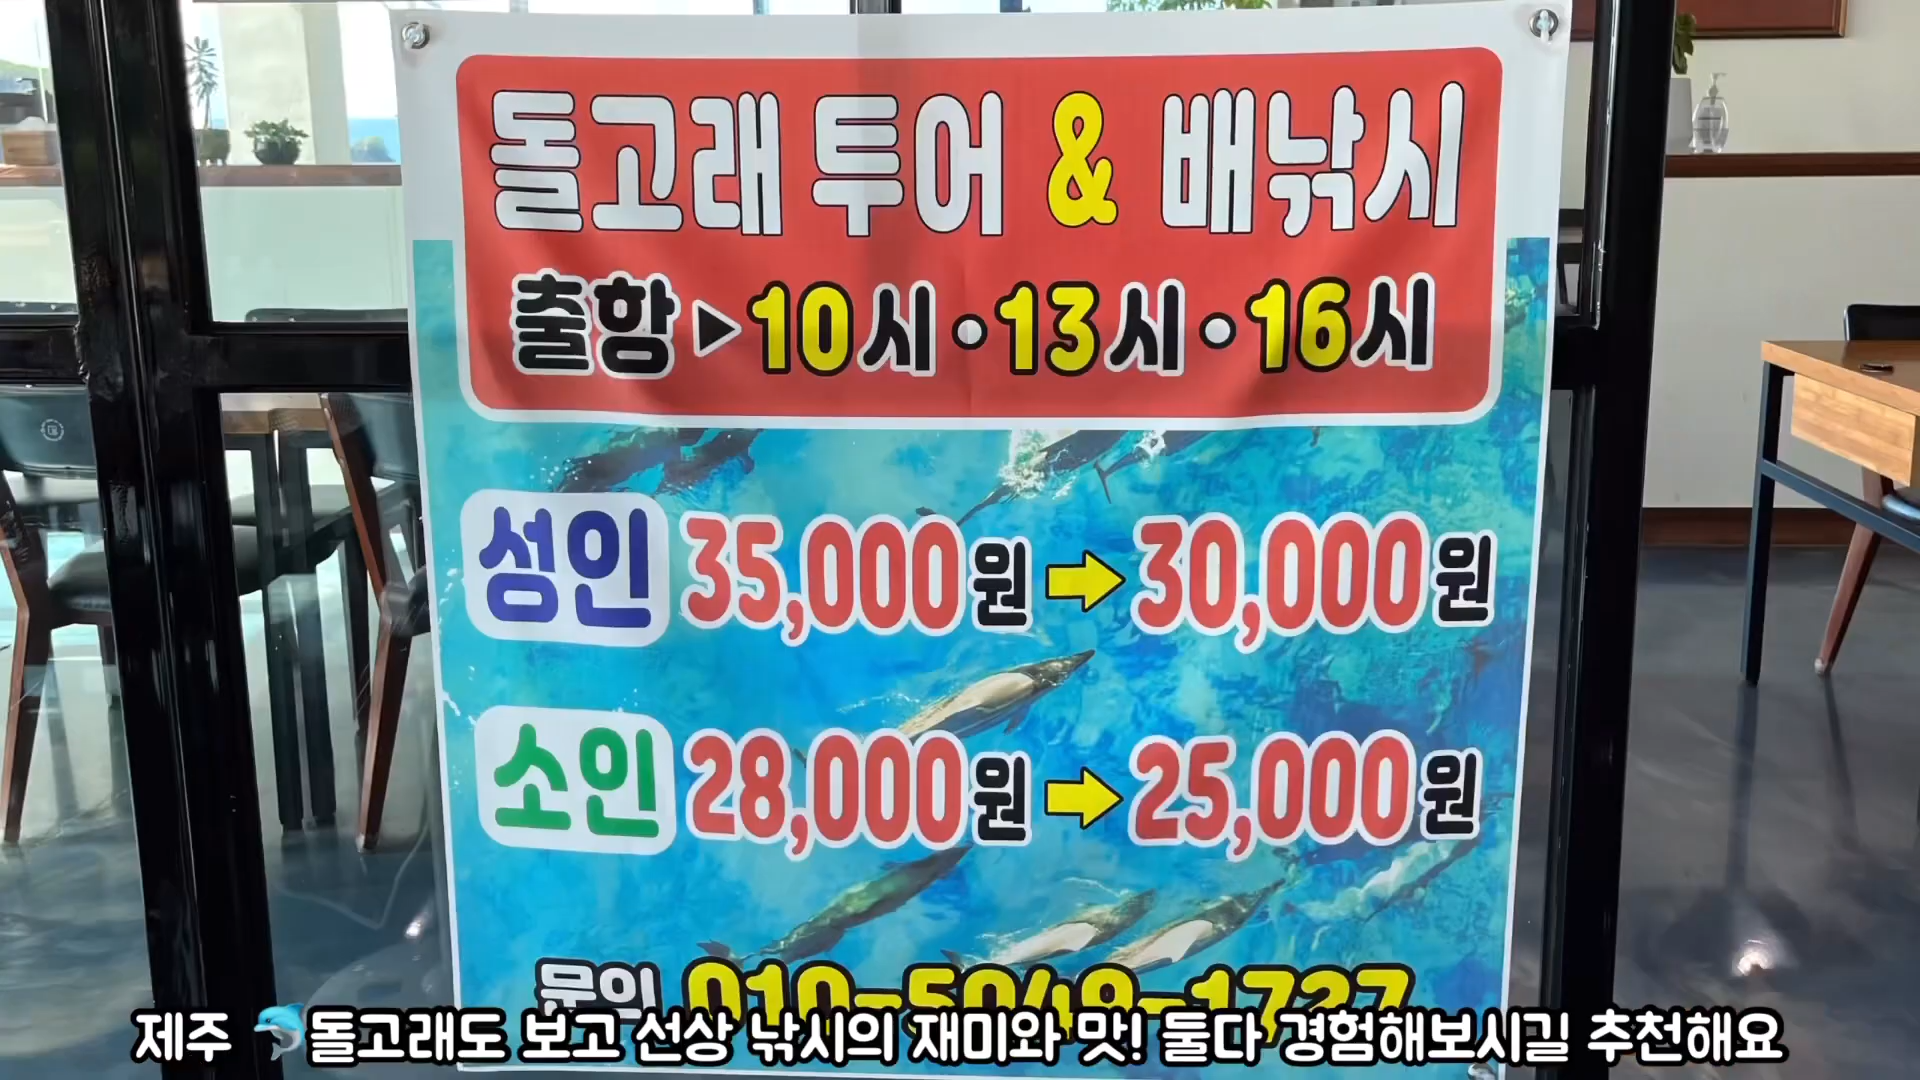 돌고래 투어 & 배낚시
출항▶10시·13시·16시
성인 35,000원➡30,000원
소인 28,000원➡25,000원
문의
제주 🐬돌고래도 보고 선상 낚시의 재미와 맛! 둘다 경험해보시길 추천해요